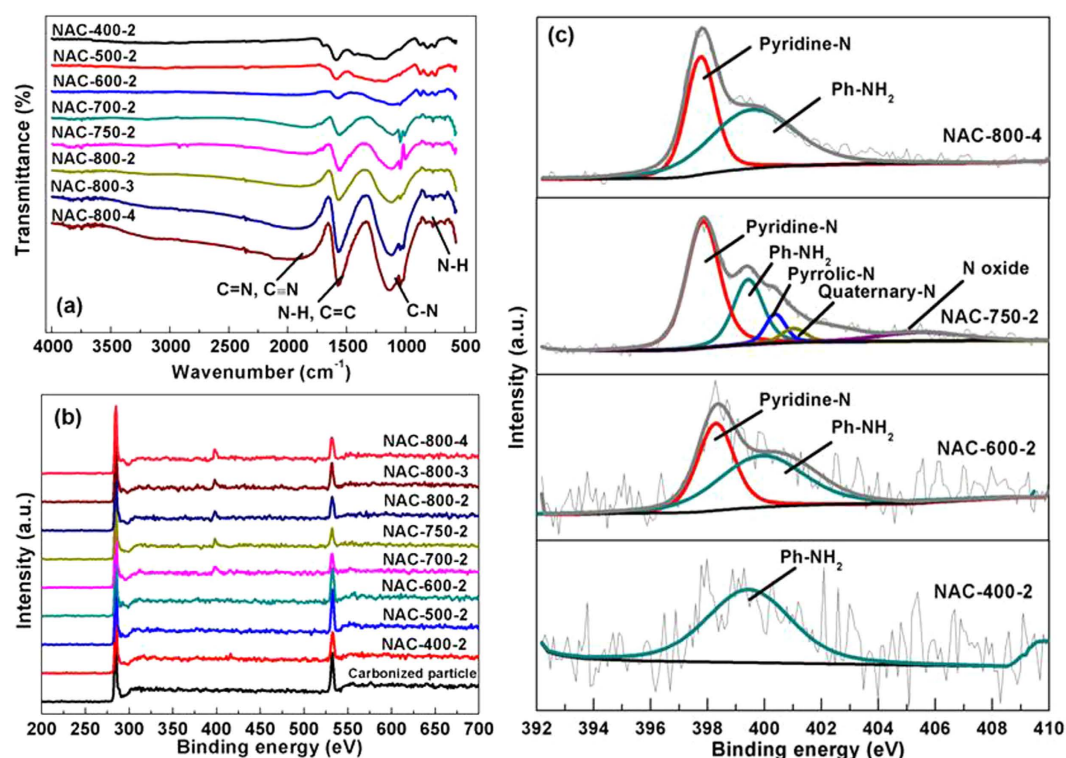 NAC-400-2
NAC-500-2
NAC-600-2
NAC-700-2
NAC-750-2
NAC-800-2
NAC-800-3
NAC-800-4
C=N, C≡N
N-H, C=C
C-N
N-H
(a)
Transmittance (%)
4000 3500 3000 2500 2000 1500 1000 500
Wavenumber (cm⁻¹)
(b)
NAC-800-4
NAC-800-3
NAC-800-2
NAC-750-2
NAC-700-2
NAC-600-2
NAC-500-2
NAC-400-2
Carbonized particle
Intensity (a.u.)
200 250 300 350 400 450 500 550 600 650 700
Binding energy (eV)
(c)
Pyridine-N
Ph-NH₂
NAC-800-4
Pyridine-N
Ph-NH₂
Pyrrolic-N
Quaternary-N
N oxide
NAC-750-2
Pyridine-N
Ph-NH₂
NAC-600-2
Ph-NH₂
NAC-400-2
Intensity (a.u.)
392 394 396 398 400 402 404 406 408 410
Binding energy (eV)